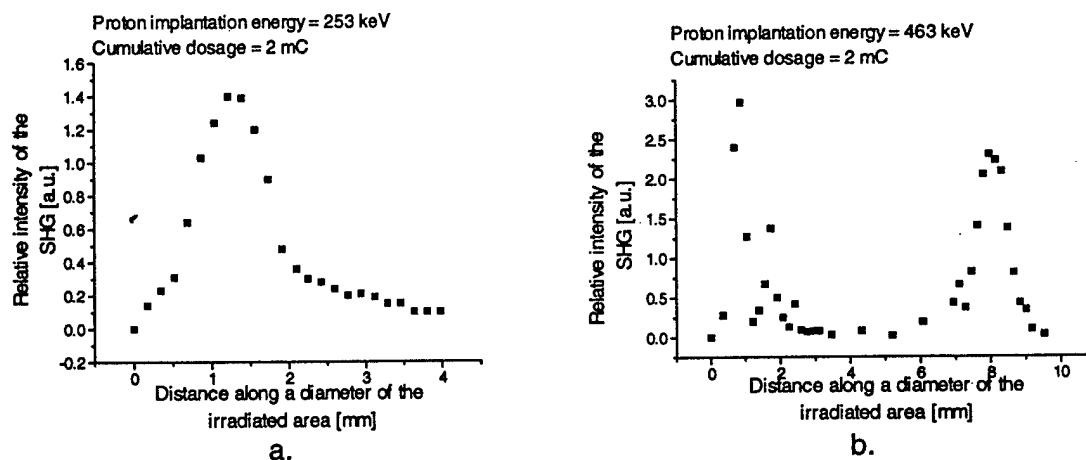 Proton implantation energy = 253 keV
Cumulative dosage = 2 mC
1.6
1.4
1.2
1.0
0.8
0.6
0.4
0.2
0.0
-0.2
Relative intensity of the
SHG [a.u.]
0
1
2
3
4
Distance along a diameter of the
irradiated area [mm]
a.
Proton implantation energy = 463 keV
Cumulative dosage = 2 mC
3.0
2.5
2.0
1.5
1.0
0.5
0.0
Relative intensity of the
SHG [a.u.]
0
2
4
6
8
10
Distance along a diameter of the
irradiated area [mm]
b.